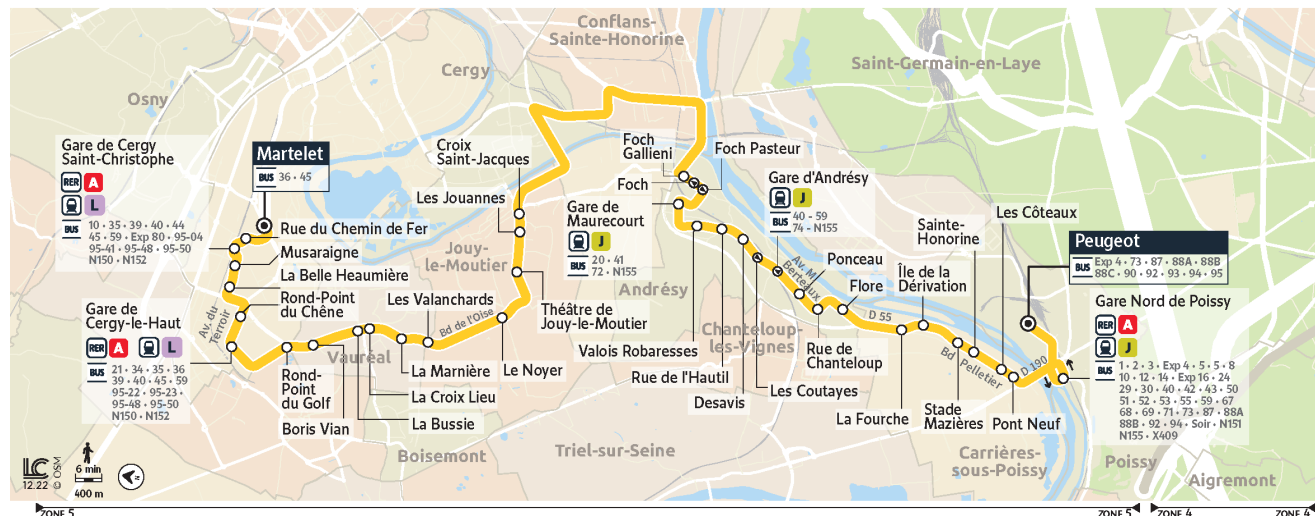 Conflans-
Sainte-Honorine
Saint-Germain-en-Laye
Cergy
Osny
Gare de Cergy
Saint-Christophe
RER A
L
BUS
10 • 35 • 39 • 40 • 44
45 • 59 • Exp 80 • 95-04
95-41 • 95-48 • 95-50
N150 • N152
Martelet
BUS 36 • 45
Croix
Saint-Jacques
Les Jouannes
Foch
Gallieni
Foch Pasteur
Foch
Gare d'Andrésy
J
BUS
40 - 59
74 - N155
Gare de
Maurecourt
J
BUS
20 • 41
72 • N155
Sainte-
Honorine
Les Côteaux
Peugeot
BUS
Exp 4 • 73 • 87 • 88A • 88B
88C • 90 • 92 • 93 • 94 • 95
Rue du Chemin de Fer
Musaraigne
La Belle Heaumière
Rond-Point
du Chêne
Jouy-
le-Moutier
Andrésy
Av. M.
Berteaux
Ponceau
Flore
Île de la
Dérivation
D 55
Gare de
Cergy-le-Haut
RER A
L
BUS
21 • 34 • 35 • 36
39 • 40 • 45 • 59
95-22 • 95-23 •
95-48 • 95-50
N150 • N152
Av. du
Terroir
Les Valanchards
Bd de l'Oise
Théâtre de
Jouy-le-Moutier
Vauréal
Chanteloup-
les-Vignes
Valois Robaresses
Rue de
Chanteloup
Rue de l'Hautil
Les Coutayes
Desavis
La Fourche
Stade
Mazières
Bd Pelletier
Pont Neuf
D 190
Gare Nord de Poissy
RER A
J
BUS
1 • 2 • 3 • Exp 4 • 5 • 5 • 8
10 • 12 • 14 • Exp 16 • 24
29 • 30 • 40 • 42 • 43 • 50
51 • 52 • 53 • 55 • 59 • 67
68 • 69 • 71 • 73 • 87 • 88A
88B • 92 • 94 • Soir • N151
N155 • X409
Rond-
Point
du Golf
Boris Vian
La Marnière
La Croix Lieu
La Bussie
Le Noyer
Boisemont
Triel-sur-Seine
Carrières-
sous-Poissy
Poissy
Aigremont
LC
12.22
© OSM
6 min
400 m
N
ZONE 5
ZONE 5
ZONE 4
ZONE 4